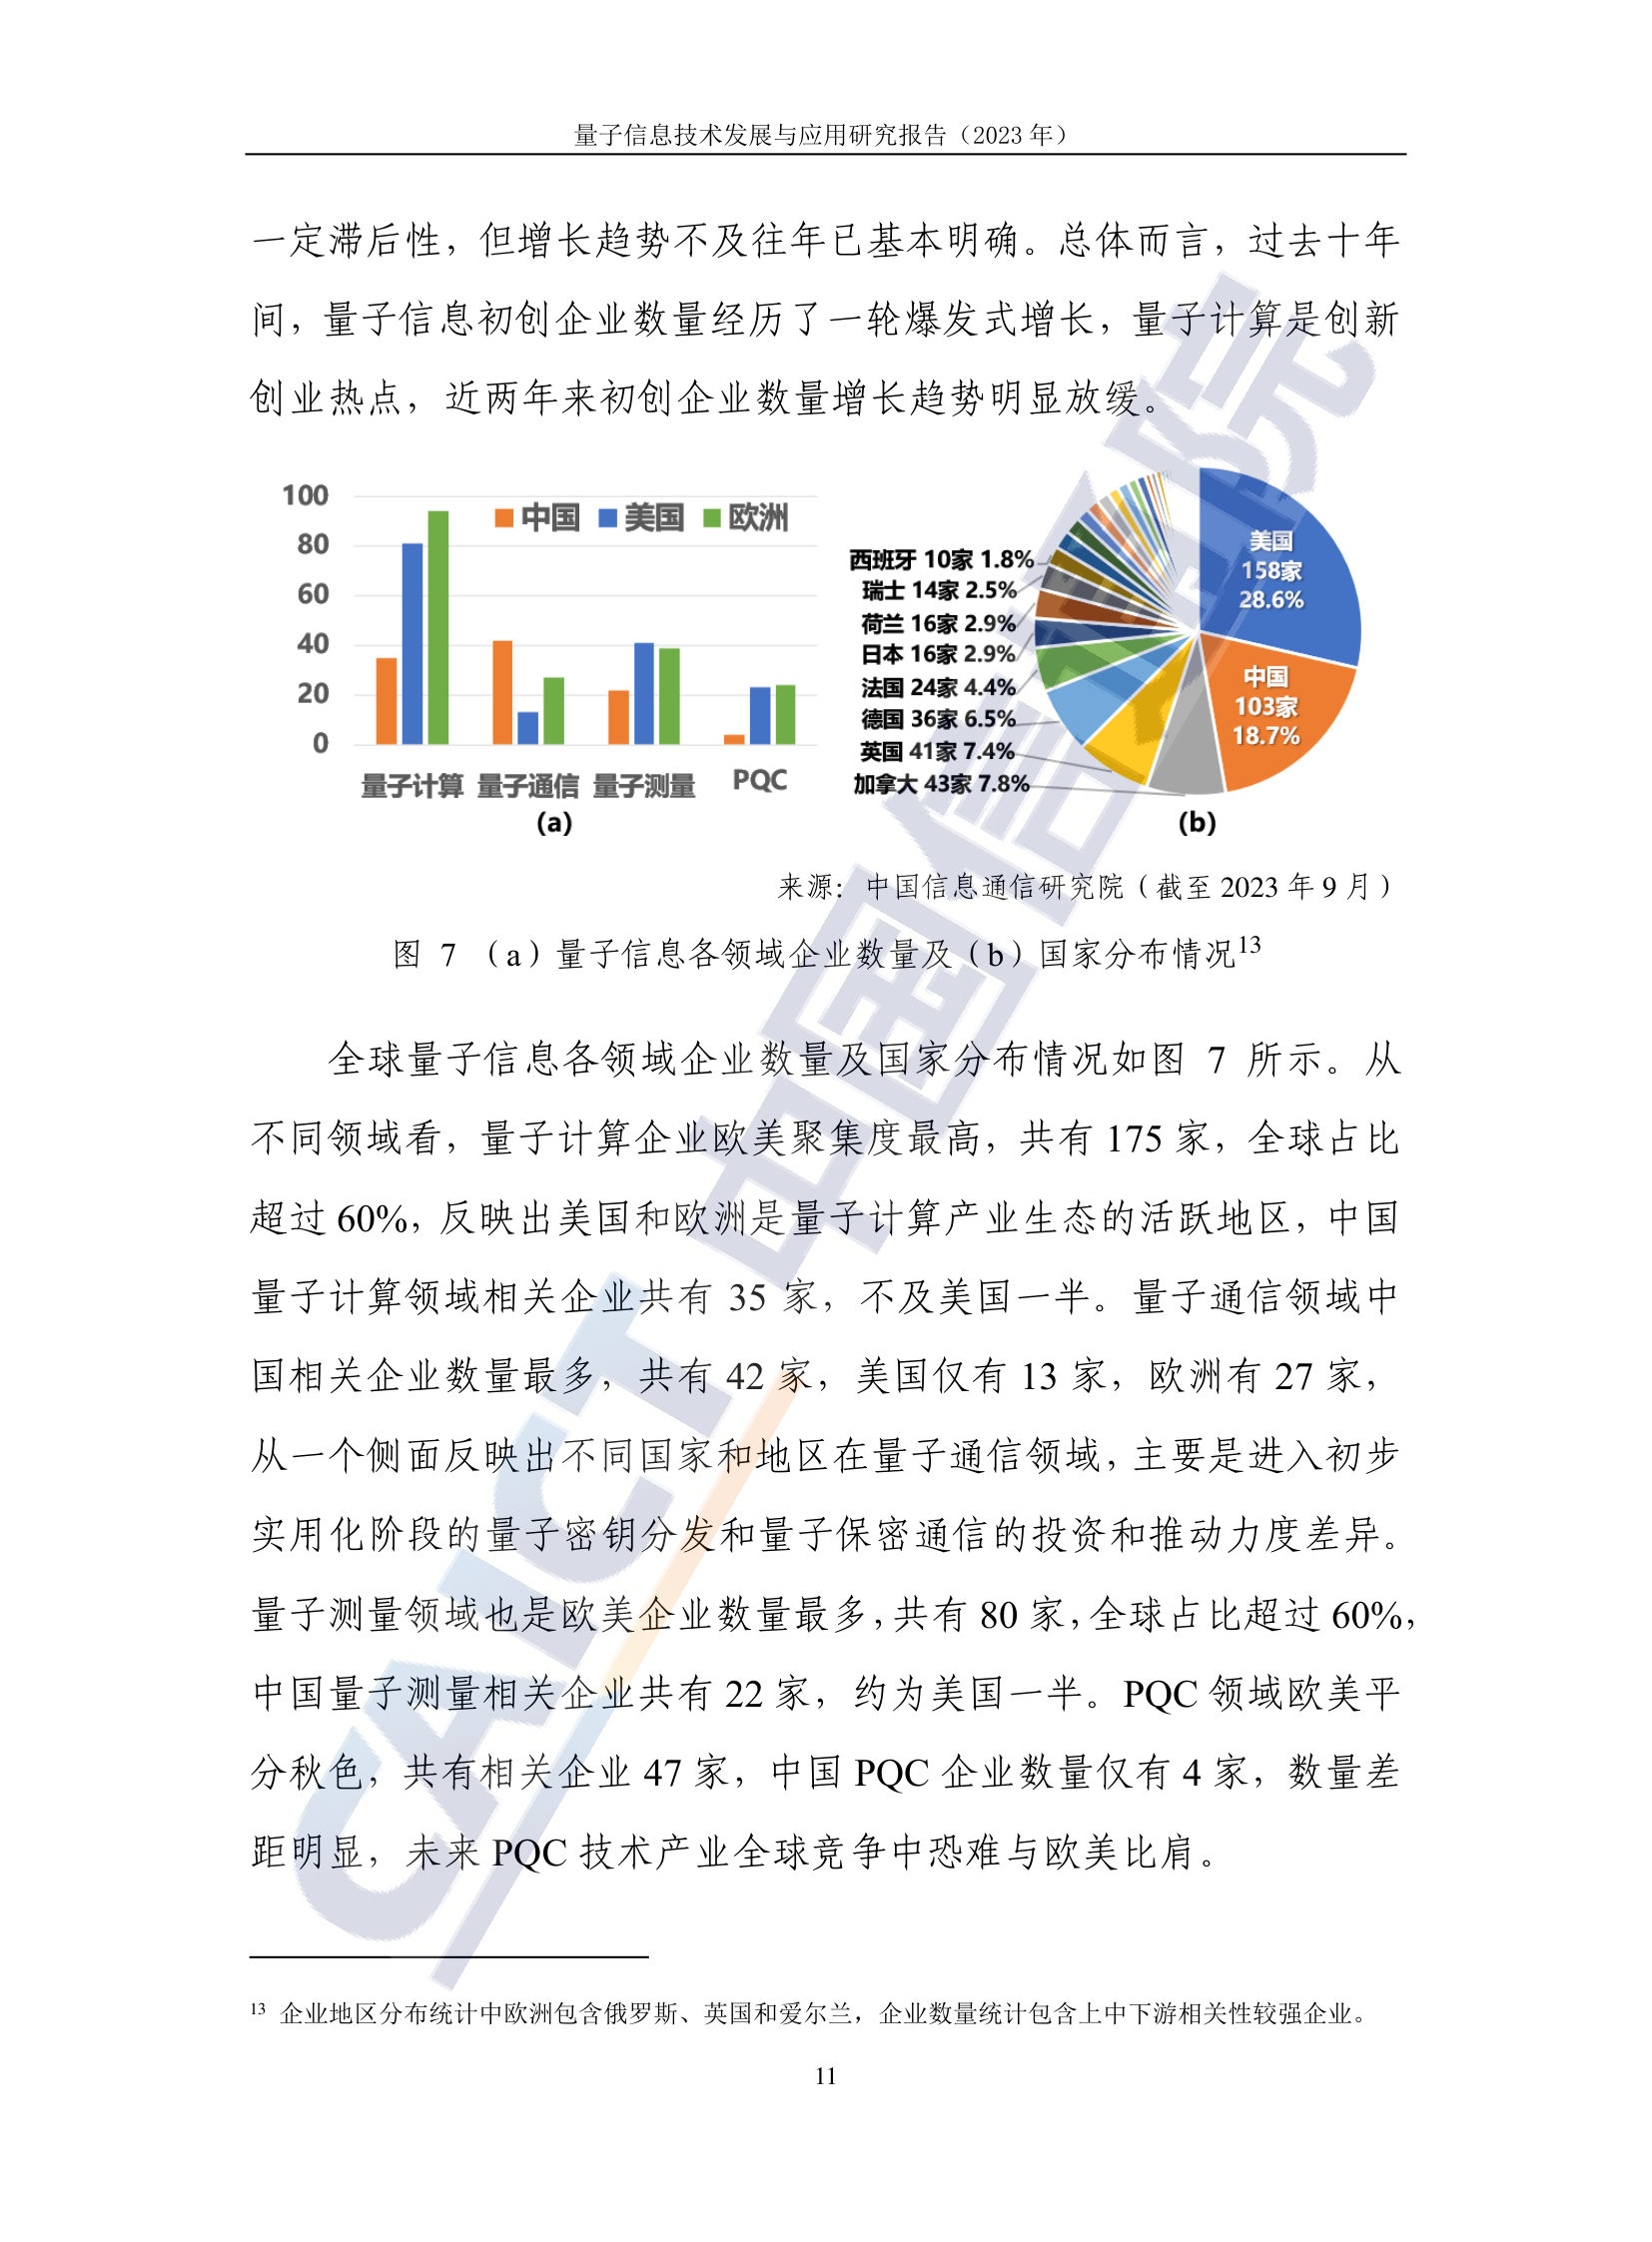 量子信息技术发展与应用研究报告（2023 年）
一定滞后性，但增长趋势不及往年已基本明确。总体而言，过去十年
间，量子信息初创企业数量经历了一轮爆发式增长，量子计算是创新
创业热点，近两年来初创企业数量增长趋势明显放缓。
100
80
60
40
20
0
中国 美国 欧洲
量子计算 量子通信 量子测量 PQC
(a)
西班牙 10家 1.8%
瑞士 14家 2.5%
荷兰 16家 2.9%
日本 16家 2.9%
法国 24家 4.4%
德国 36家 6.5%
英国 41家 7.4%
加拿大 43家 7.8%
美国
158家
28.6%
中国
103家
18.7%
(b)
来源：中国信息通信研究院（截至 2023 年 9 月）
图 7 （a）量子信息各领域企业数量及（b）国家分布情况13
全球量子信息各领域企业数量及国家分布情况如图 7 所示。从
不同领域看，量子计算企业欧美聚集度最高，共有 175 家，全球占比
超过 60%，反映出美国和欧洲是量子计算产业生态的活跃地区，中国
量子计算领域相关企业共有 35 家，不及美国一半。量子通信领域中
国相关企业数量最多，共有 42 家，美国仅有 13 家，欧洲有 27 家，
从一个侧面反映出不同国家和地区在量子通信领域，主要是进入初步
实用化阶段的量子密钥分发和量子保密通信的投资和推动力度差异。
量子测量领域也是欧美企业数量最多，共有 80 家，全球占比超过 60%，
中国量子测量相关企业共有 22 家，约为美国一半。PQC 领域欧美平
分秋色，共有相关企业 47 家，中国 PQC 企业数量仅有 4 家，数量差
距明显，未来 PQC 技术产业全球竞争中恐难与欧美比肩。
13 企业地区分布统计中欧洲包含俄罗斯、英国和爱尔兰，企业数量统计包含上中下游相关性较强企业。
11
CAICT 中国信通院